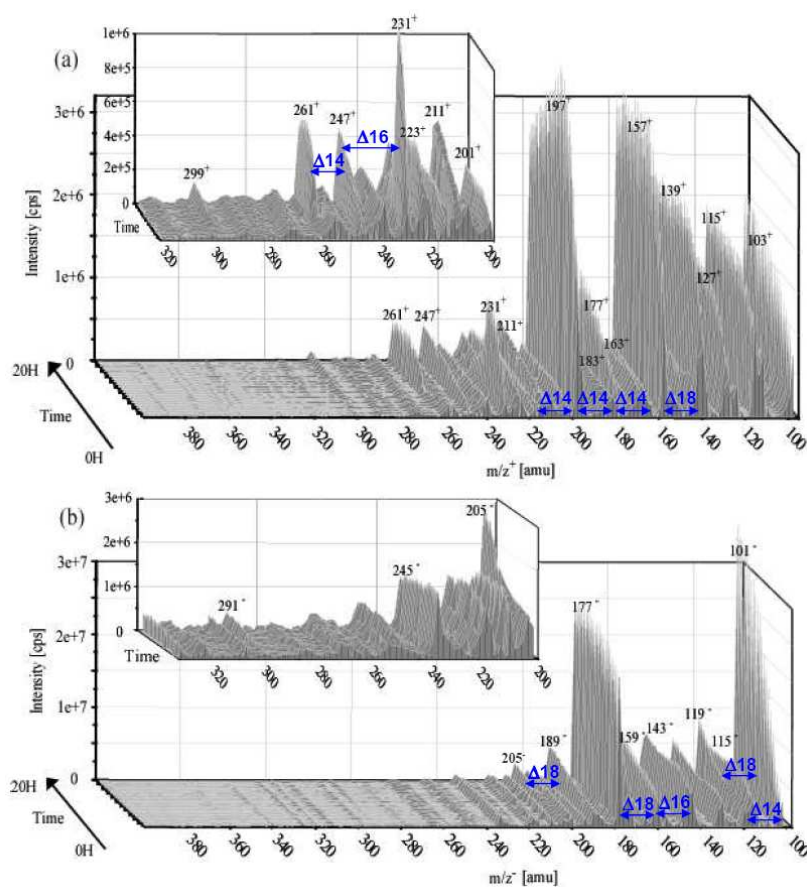 (a)
1e+6
8e+5
6e+5
4e+5
2e+5
0
231+
261+
247+
Δ16
Δ14
223+
211+
201+
299+
Time
320
300
280
260
240
220
200
Intensity [cps]
3e+6
2e+6
1e+6
0
197+
157+
139+
115+
103+
127+
177+
183+
163+
261+
247+
231+
211+
Δ14
Δ14
Δ14
Δ18
20H
Time
0H
380
360
340
320
300
280
260
240
220
200
180
160
140
120
100
m/z+ [amu]
(b)
3e+6
2e+6
1e+6
0
205-
245-
291-
Time
320
300
280
260
240
220
200
Intensity [cps]
3e+7
2e+7
1e+7
0
101-
177-
119-
115-
143-
159-
189-
205-
Δ18
Δ18
Δ18
Δ16
Δ14
20H
Time
0H
380
360
340
320
300
280
260
240
220
200
180
160
140
120
100
m/z- [amu]